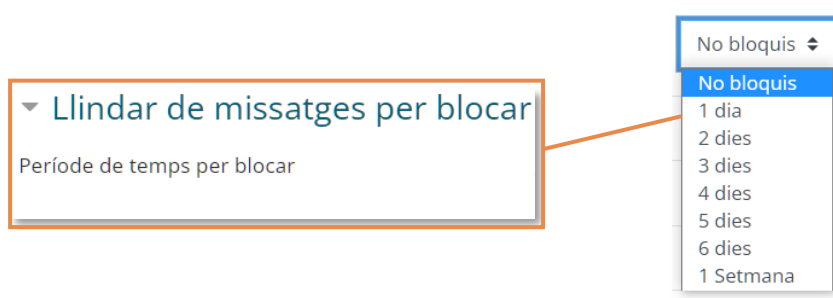 Llindar de missatges per blocar
Període de temps per blocar
No bloquis
No bloquis
1 dia
2 dies
3 dies
4 dies
5 dies
6 dies
1 Setmana